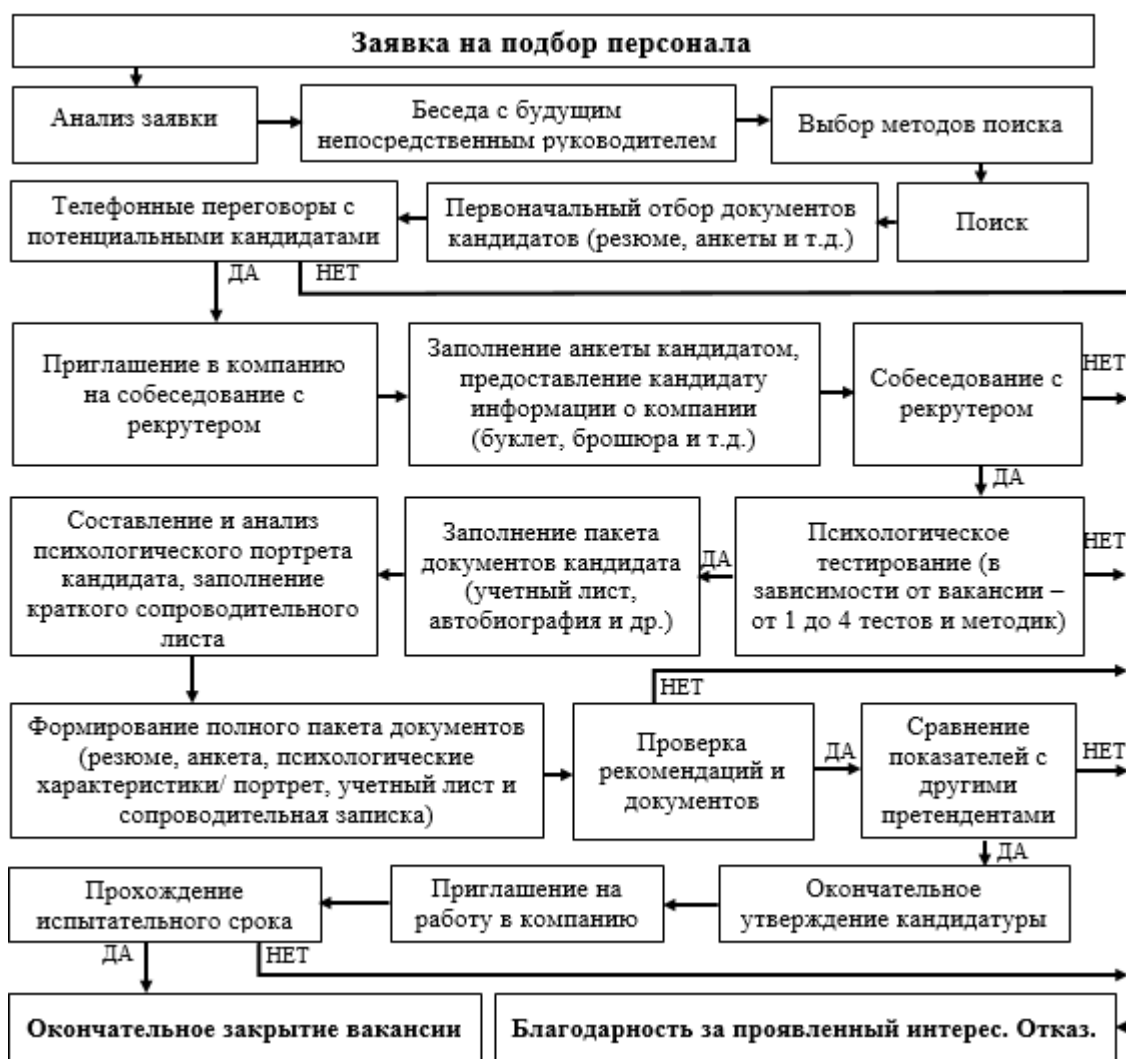 Заявка на подбор персонала
Анализ заявки
Беседа с будущим
непосредственным руководителем
Выбор методов поиска
Телефонные переговоры с
потенциальными кандидатами
Первоначальный отбор документов
кандидатов (резюме, анкеты и т.д.)
Поиск
ДА
НЕТ
Приглашение в компанию
на собеседование с
рекрутером
Заполнение анкеты кандидатом,
предоставление кандидату
информации о компании
(буклет, брошюра и т.д.)
Собеседование с
рекрутером
НЕТ
ДА
Составление и анализ
психологического портрета
кандидата, заполнение
краткого сопроводительного
листа
Заполнение пакета
документов кандидата
(учетный лист,
автобиография и др.)
ДА
Психологическое
тестирование (в
зависимости от вакансии –
от 1 до 4 тестов и методик)
НЕТ
НЕТ
Формирование полного пакета документов
(резюме, анкета, психологические
характеристики/ портрет, учетный лист и
сопроводительная записка)
Проверка
рекомендаций и
документов
ДА
Сравнение
показателей с
другими
претендентами
НЕТ
ДА
Прохождение
испытательного срока
Приглашение на
работу в компанию
Окончательное
утверждение кандидатуры
ДА
НЕТ
Окончательное закрытие вакансии
Благодарность за проявленный интерес. Отказ.